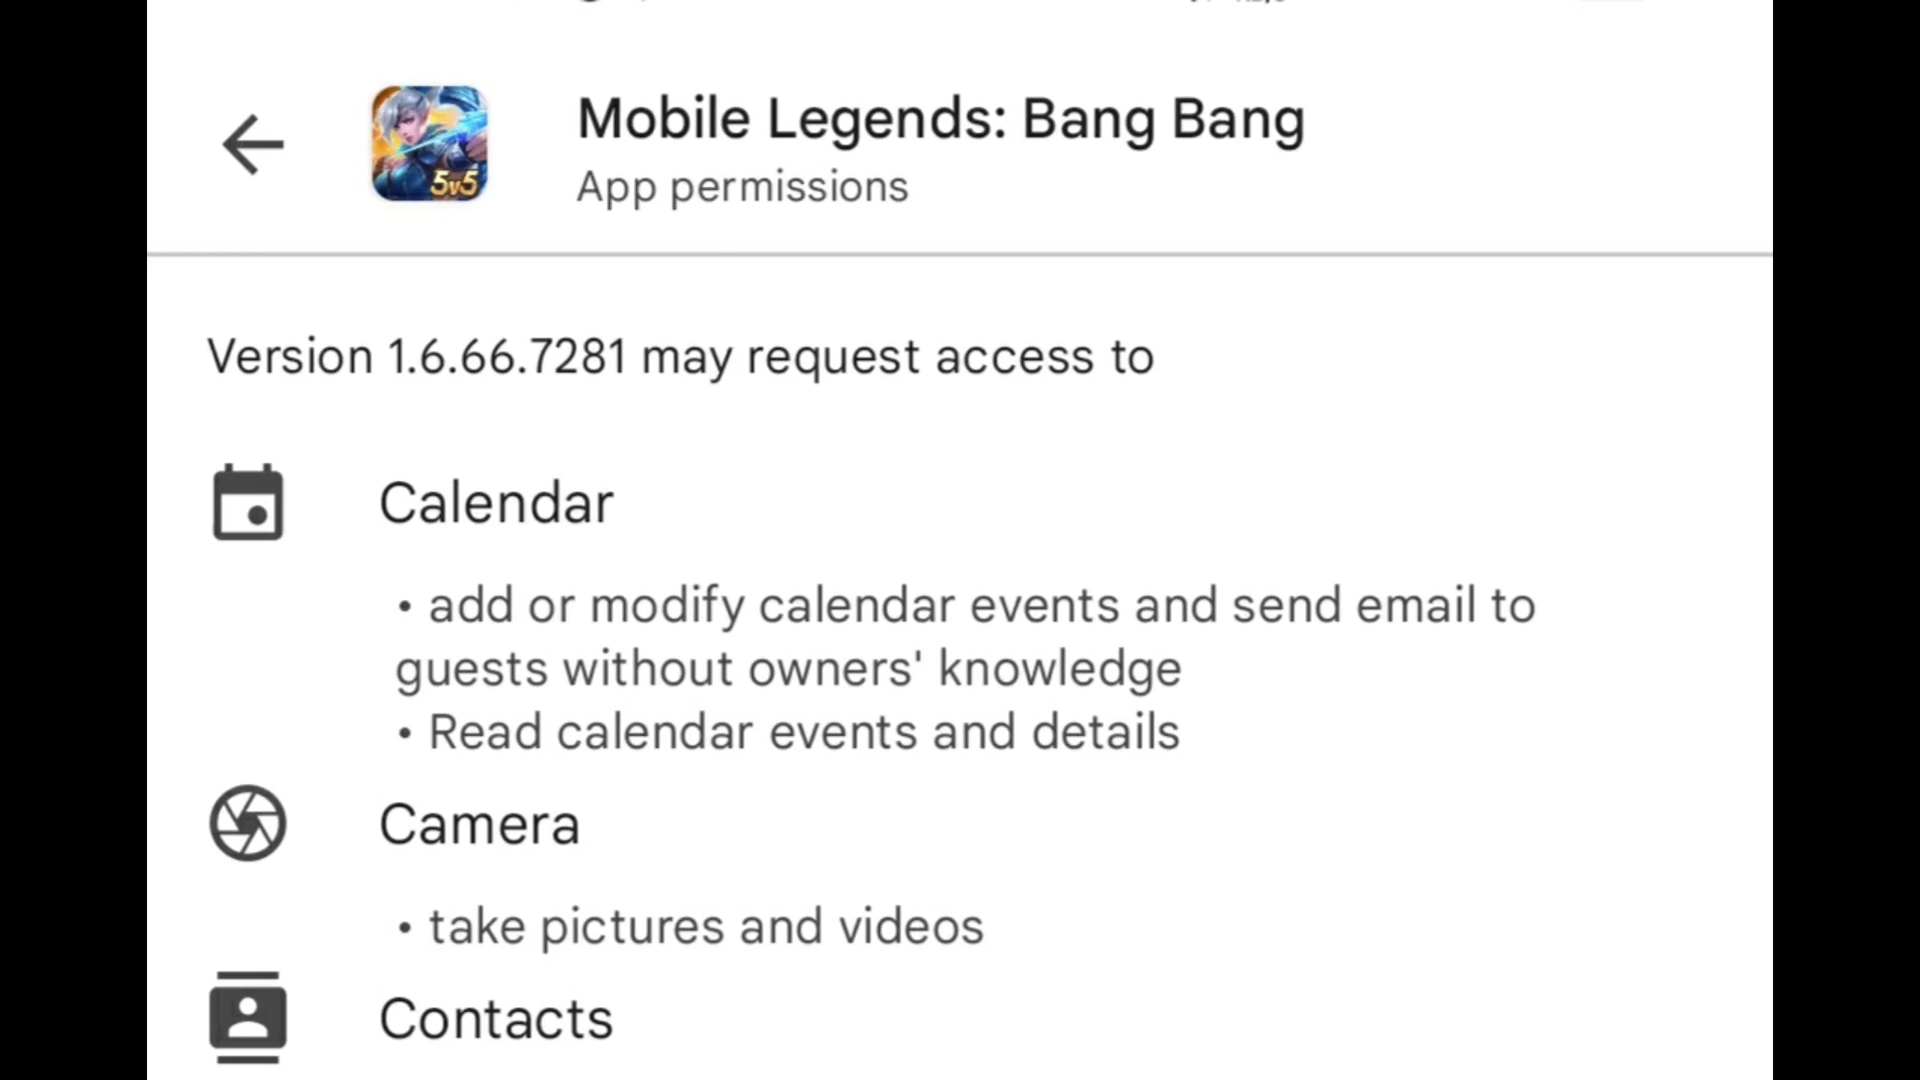 Mobile Legends: Bang Bang
5v5
App permissions
Version 1.6.66.7281 may request access to
Calendar
• add or modify calendar events and send email to
guests without owners' knowledge
• Read calendar events and details
Camera
• take pictures and videos
Contacts